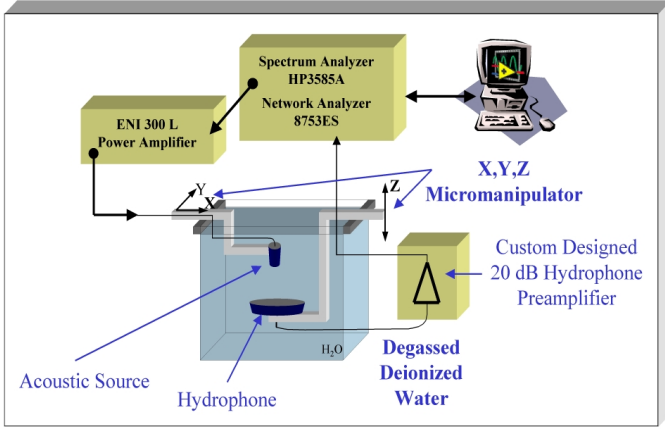 Spectrum Analyzer
HP3585A
Network Analyzer
8753ES
ENI 300 L
Power Amplifier
X,Y,Z
Micromanipulator
Y
X
Z
Custom Designed
20 dB Hydrophone
Preamplifier
H₂O
Degassed
Deionized
Water
Acoustic Source
Hydrophone